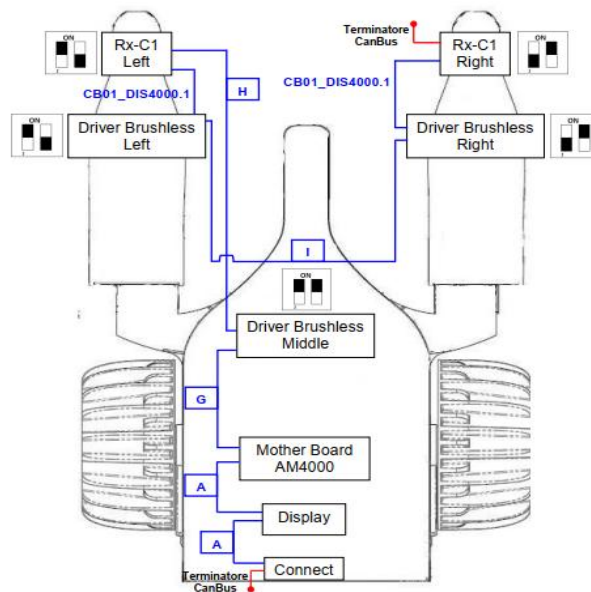 Terminatore
CanBus
ON
Rx-C1
Left
Rx-C1
Right
ON
CB01_DIS4000.1
H
CB01_DIS4000.1
ON
Driver Brushless
Left
Driver Brushless
Right
ON
I
ON
Driver Brushless
Middle
G
Mother Board
AM4000
A
Display
A
Connect
Terminatore
CanBus